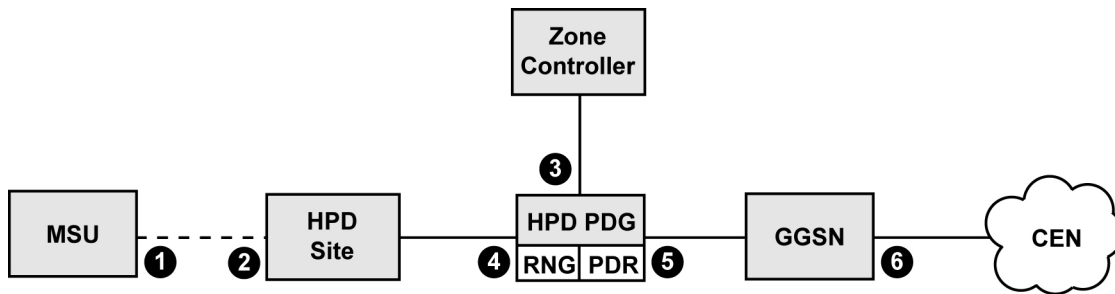 Zone
Controller
3
MSU
1
2
HPD
Site
4
HPD PDG
RNG PDR
5
GGSN
6
CEN